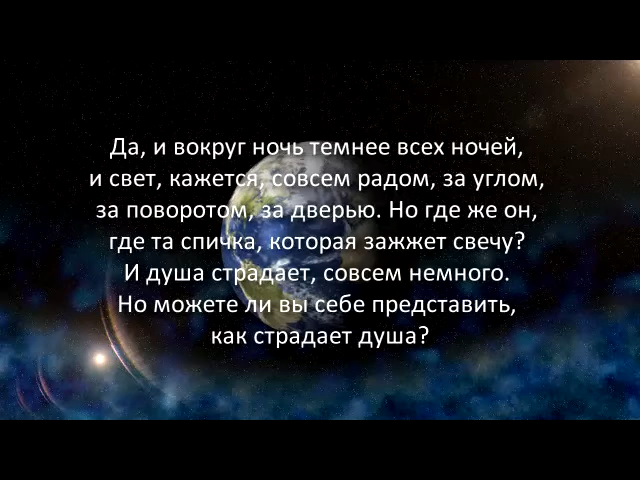 Да, и вокруг ночь темнее всех ночей,
и свет, кажется, совсем радом, за углом,
за поворотом, за дверью. Но где же он,
где та спичка, которая зажжет свечу?
И душа страдает, совсем немного.
Но можете ли вы себе представить,
как страдает душа?